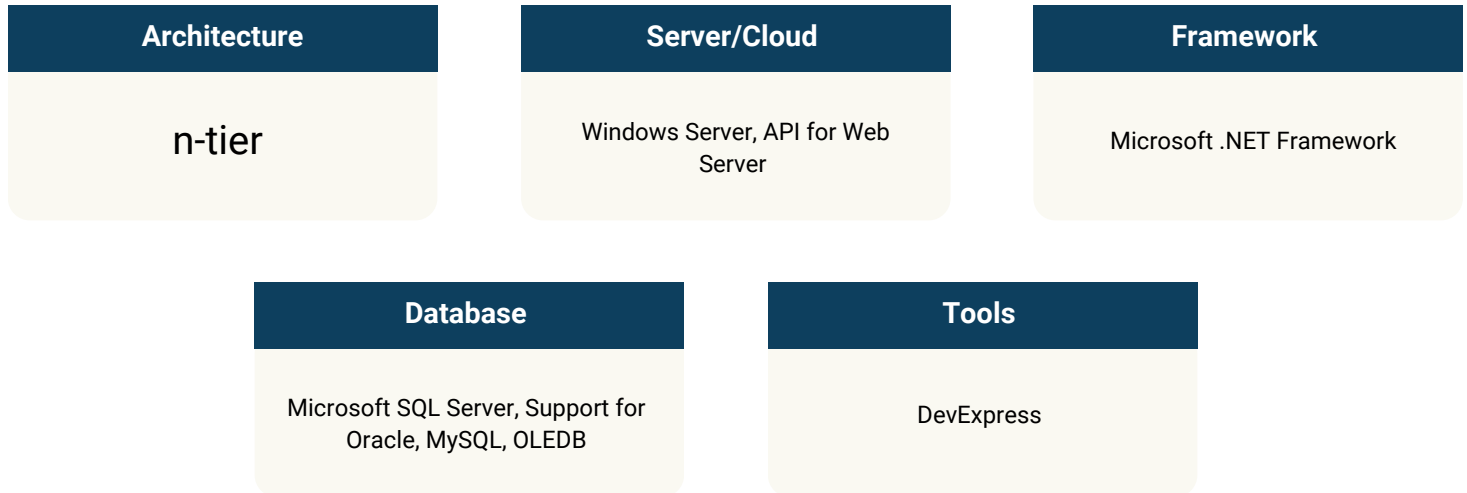 Architecture
n-tier
Server/Cloud
Windows Server, API for Web
Server
Framework
Microsoft .NET Framework
Database
Microsoft SQL Server, Support for
Oracle, MySQL, OLEDB
Tools
DevExpress